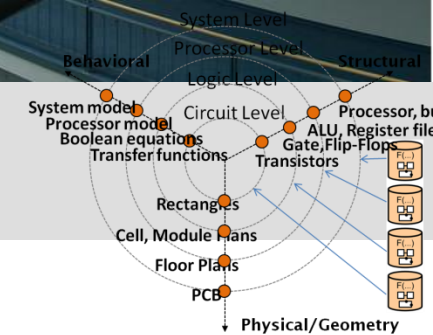 System Level
Processor Level
Behavioral
Structural
Logic Level
System model
Circuit Level
Processor, bu
Processor model
ALU, Register file
Boolean equations
Gate,Flip-Flops
Transfer functions
Transistors
F(...)
F(...)
Rectangles
Cell, Module Plans
F(...)
Floor Plans
F(...)
PCB
Physical/Geometry